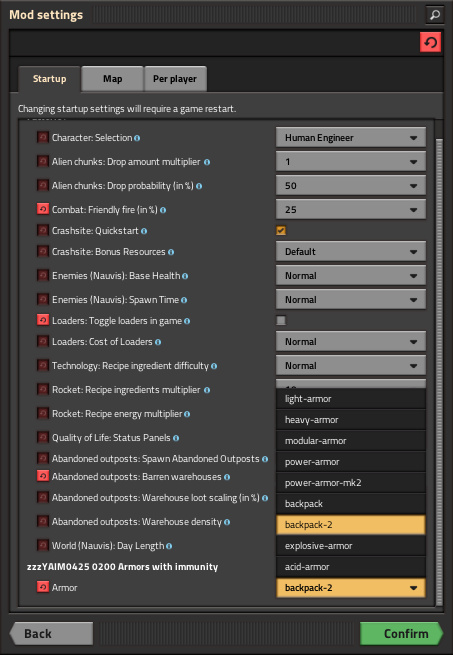 Mod settings
Startup
Map
Per player
Changing startup settings will require a game restart.
Character: Selection
Human Engineer
Alien chunks: Drop amount multiplier
1
Alien chunks: Drop probability (in %)
50
Combat: Friendly fire (in %)
25
Crashsite: Quickstart
Crashsite: Bonus Resources
Default
Enemies (Nauvis): Base Health
Normal
Enemies (Nauvis): Spawn Time
Normal
Loaders: Toggle loaders in game
Loaders: Cost of Loaders
Normal
Technology: Recipe ingredient difficulty
Normal
Rocket: Recipe ingredients multiplier
Rocket: Recipe energy multiplier
Quality of Life: Status Panels
Abandoned outposts: Spawn Abandoned Outposts
Abandoned outposts: Barren warehouses
Abandoned outposts: Warehouse loot scaling (in %)
Abandoned outposts: Warehouse density
World (Nauvis): Day Length
light-armor
heavy-armor
modular-armor
power-armor
power-armor-mk2
backpack
backpack-2
explosive-armor
acid-armor
zzzYAIM0425 0200 Armors with immunity
Armor
backpack-2
Back
Confirm